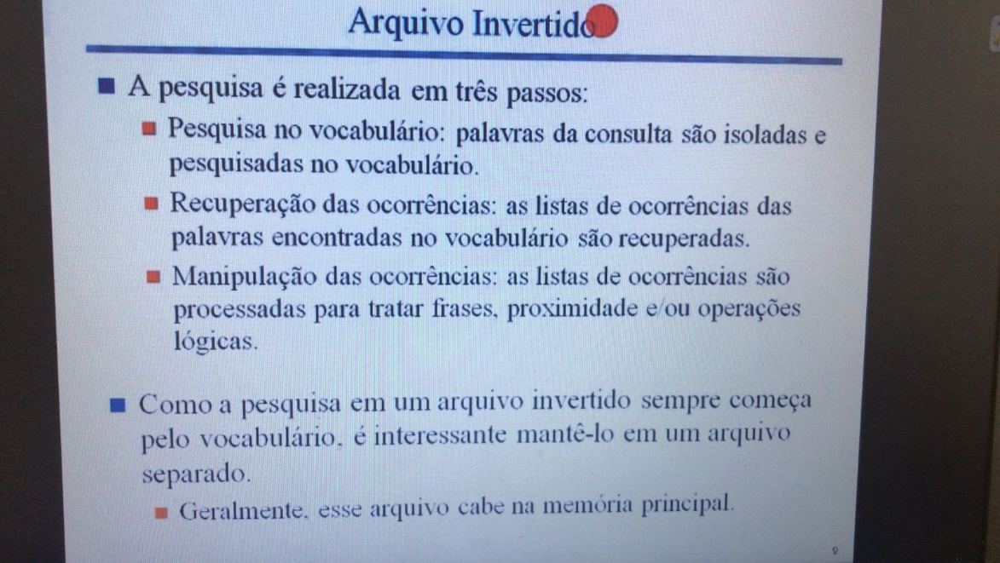 Arquivo Invertido
A pesquisa é realizada em três passos:
Pesquisa no vocabulário: palavras da consulta são isoladas e
pesquisadas no vocabulário.
Recuperação das ocorrências: as listas de ocorrências das
palavras encontradas no vocabulário são recuperadas.
Manipulação das ocorrências: as listas de ocorrências são
processadas para tratar frases, proximidade e/ou operações
lógicas.
Como a pesquisa em um arquivo invertido sempre começa
pelo vocabulário, é interessante mantê-lo em um arquivo
separado.
Geralmente, esse arquivo cabe na memória principal.
9